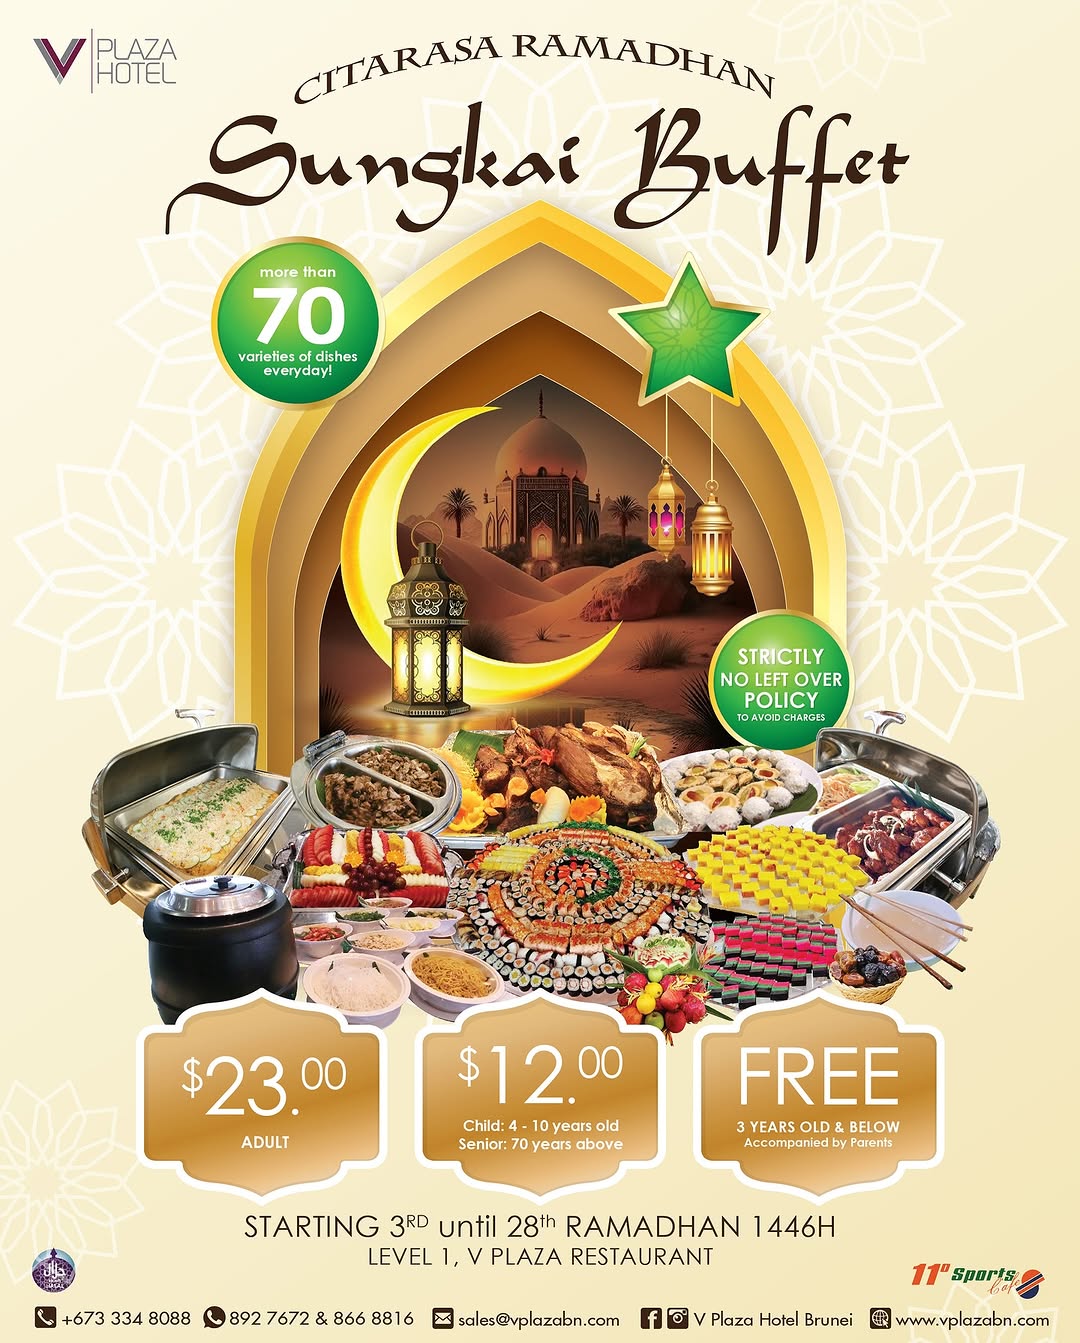 V PLAZA
HOTEL
CITARASA RAMADHAN
Sungkai Buffet
more than
70
varieties of dishes
everyday!
STRICTLY
NO LEFT OVER
POLICY
TO AVOID CHARGES
$23.00
ADULT
$12.00
Child: 4 - 10 years old
Senior: 70 years above
FREE
3 YEARS OLD & BELOW
Accompanied by Parents
STARTING 3RD until 28th RAMADHAN 1446H
LEVEL 1, V PLAZA RESTAURANT
حلال
HALAL
11° Sports
Cafe
+673 334 8088 892 7672 & 866 8816 sales@vplazabn.com V Plaza Hotel Brunei www.vplazabn.com